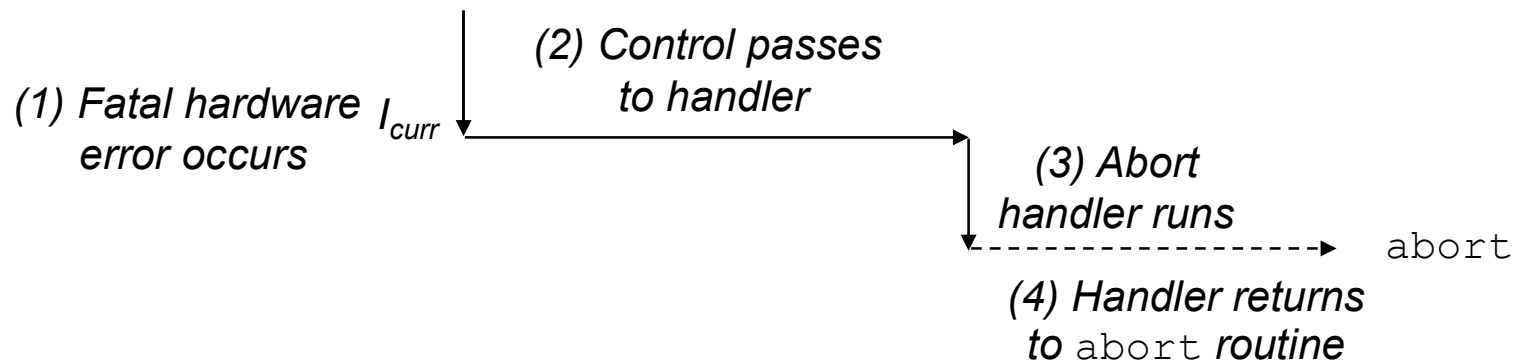 (1) Fatal hardware
error occurs
I_curr
(2) Control passes
to handler
(3) Abort
handler runs
abort
(4) Handler returns
to abort routine